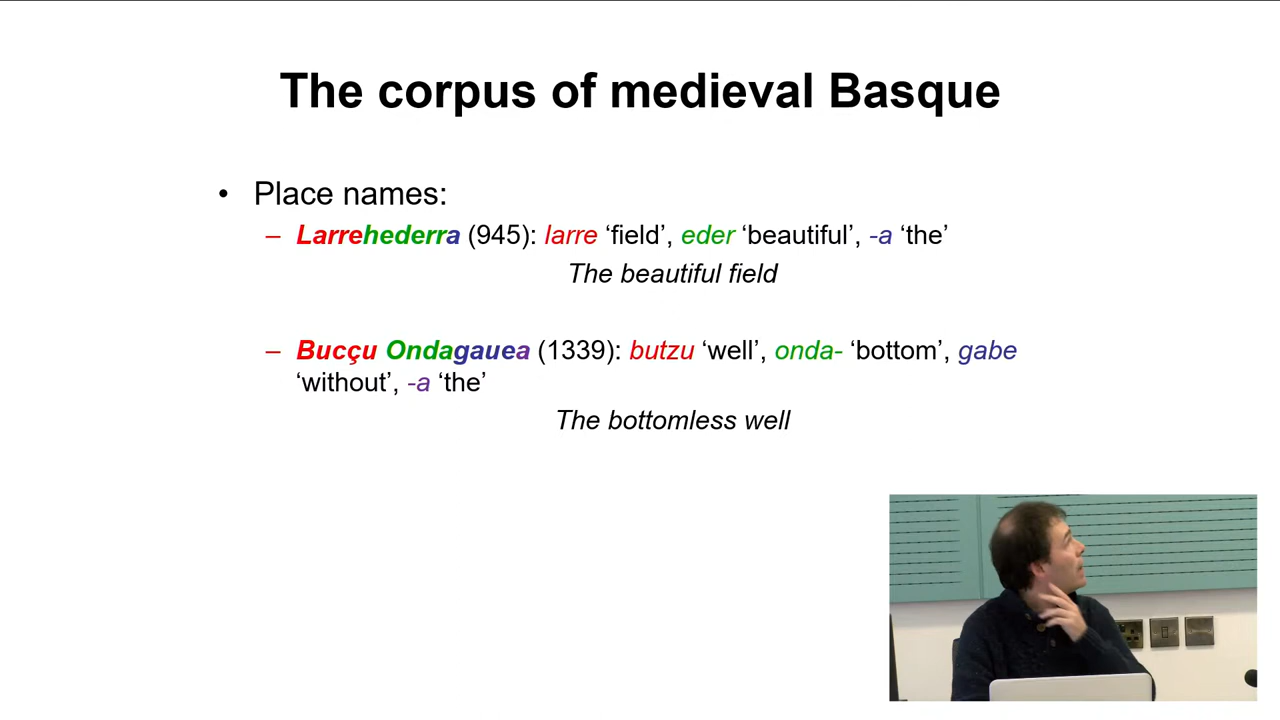 The corpus of medieval Basque
• Place names:
– Larrehederra (945): larre ‘field’, eder ‘beautiful’, -a ‘the’
The beautiful field
– Bucçu Ondagauea (1339): butzu ‘well’, onda- ‘bottom’, gabe
‘without’, -a ‘the’
The bottomless well